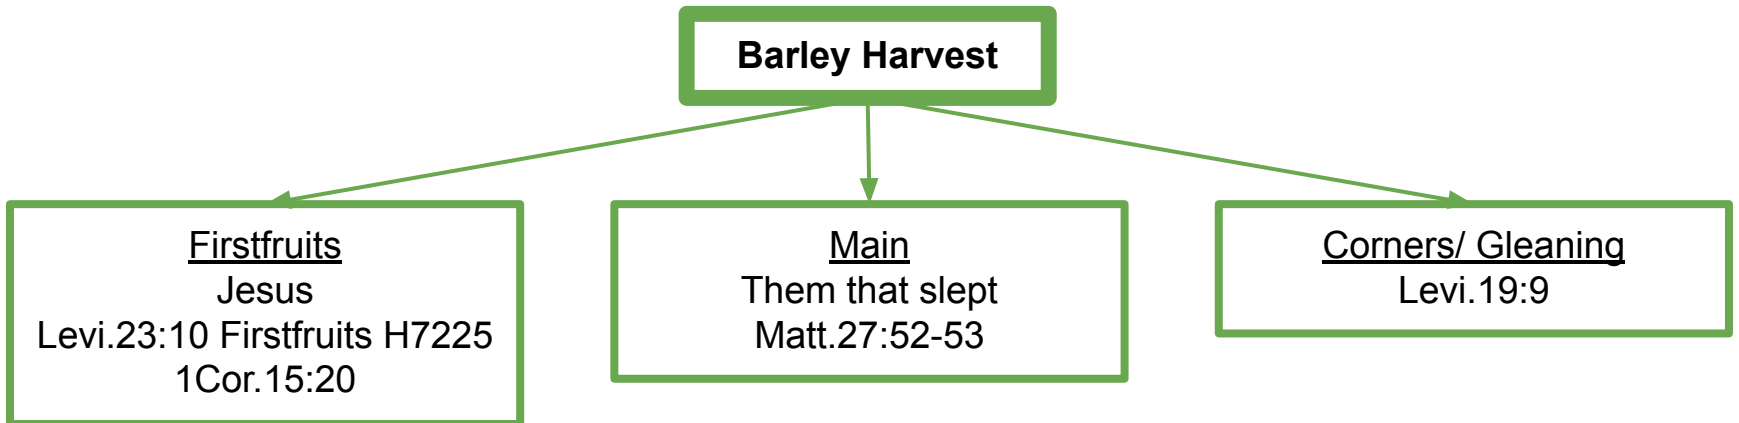 Barley Harvest
Firstfruits
Jesus
Levi.23:10 Firstfruits H7225
1Cor.15:20
Main
Them that slept
Matt.27:52-53
Corners/ Gleaning
Levi.19:9